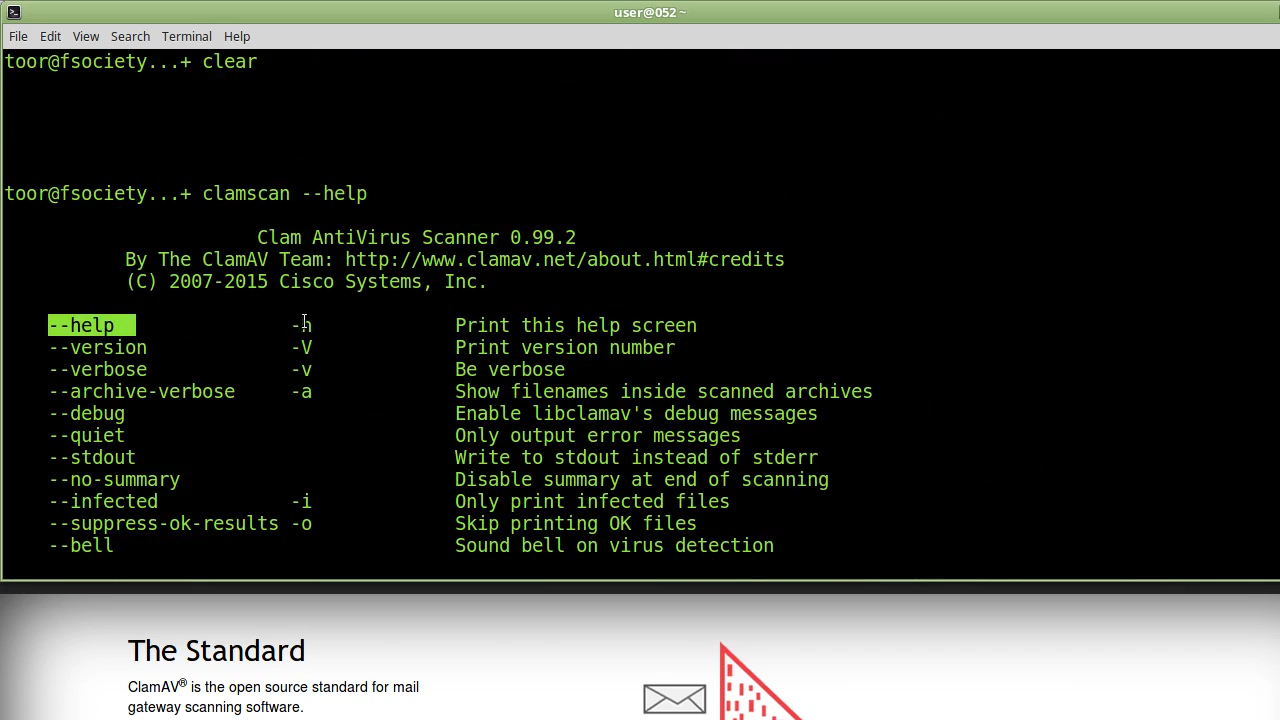 user@052 ~
File Edit View Search Terminal Help
toor@fsociety...+ clear
toor@fsociety...+ clamscan --help
Clam AntiVirus Scanner 0.99.2
By The ClamAV Team: http://www.clamav.net/about.html#credits
(C) 2007-2015 Cisco Systems, Inc.
--help -h Print this help screen
--version -V Print version number
--verbose -v Be verbose
--archive-verbose -a Show filenames inside scanned archives
--debug Enable libclamav's debug messages
--quiet Only output error messages
--stdout Write to stdout instead of stderr
--no-summary Disable summary at end of scanning
--infected -i Only print infected files
--suppress-ok-results -o Skip printing OK files
--bell Sound bell on virus detection
The Standard
ClamAV® is the open source standard for mail
gateway scanning software.